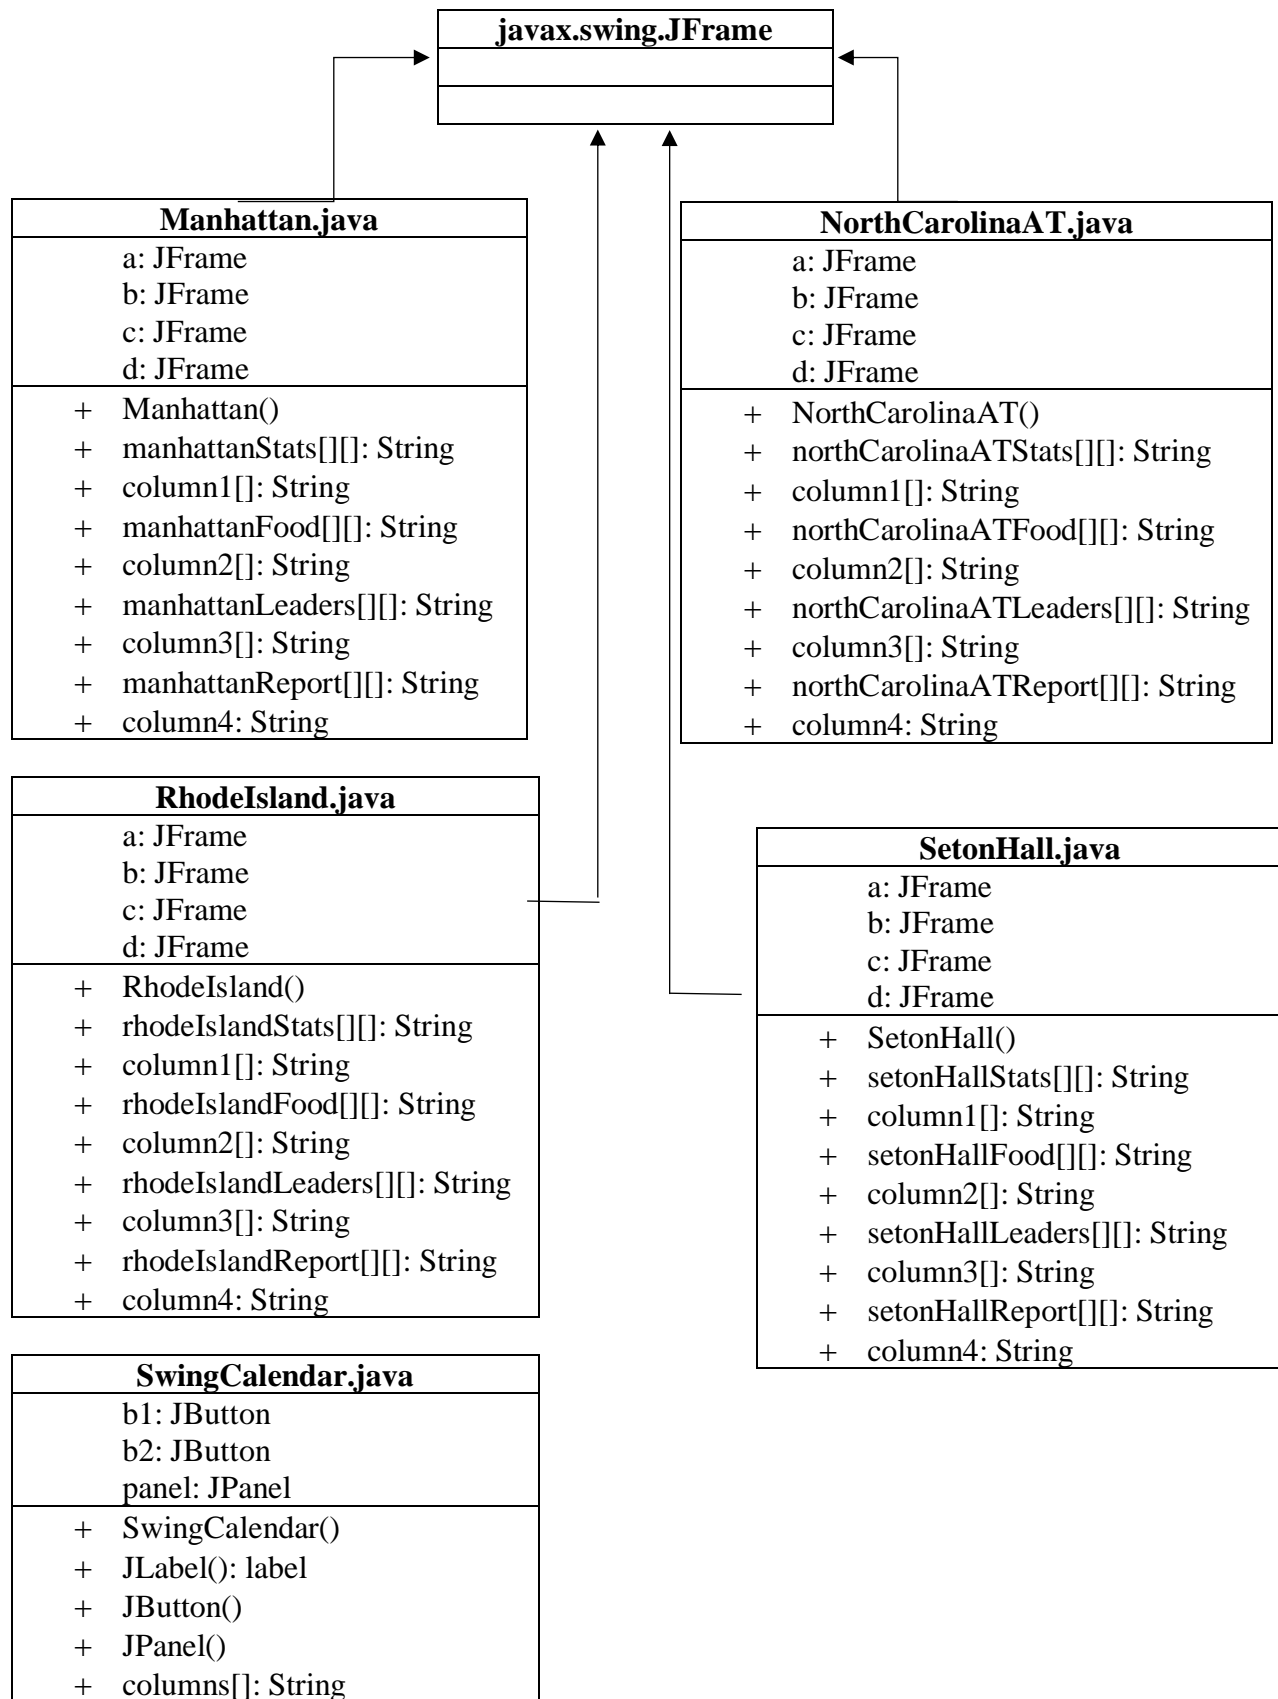 javax.swing.JFrame
Manhattan.java
a: JFrame
b: JFrame
c: JFrame
d: JFrame
+ Manhattan()
+ manhattanStats[][]: String
+ column1[]: String
+ manhattanFood[][]: String
+ column2[]: String
+ manhattanLeaders[][]: String
+ column3[]: String
+ manhattanReport[][]: String
+ column4: String
NorthCarolinaAT.java
a: JFrame
b: JFrame
c: JFrame
d: JFrame
+ NorthCarolinaAT()
+ northCarolinaATStats[][]: String
+ column1[]: String
+ northCarolinaATFood[][]: String
+ column2[]: String
+ northCarolinaATLeaders[][]: String
+ column3[]: String
+ northCarolinaATReport[][]: String
+ column4: String
RhodeIsland.java
a: JFrame
b: JFrame
c: JFrame
d: JFrame
+ RhodeIsland()
+ rhodeIslandStats[][]: String
+ column1[]: String
+ rhodeIslandFood[][]: String
+ column2[]: String
+ rhodeIslandLeaders[][]: String
+ column3[]: String
+ rhodeIslandReport[][]: String
+ column4: String
SetonHall.java
a: JFrame
b: JFrame
c: JFrame
d: JFrame
+ SetonHall()
+ setonHallStats[][]: String
+ column1[]: String
+ setonHallFood[][]: String
+ column2[]: String
+ setonHallLeaders[][]: String
+ column3[]: String
+ setonHallReport[][]: String
+ column4: String
SwingCalendar.java
b1: JButton
b2: JButton
panel: JPanel
+ SwingCalendar()
+ JLabel(): label
+ JButton()
+ JPanel()
+ columns[]: String